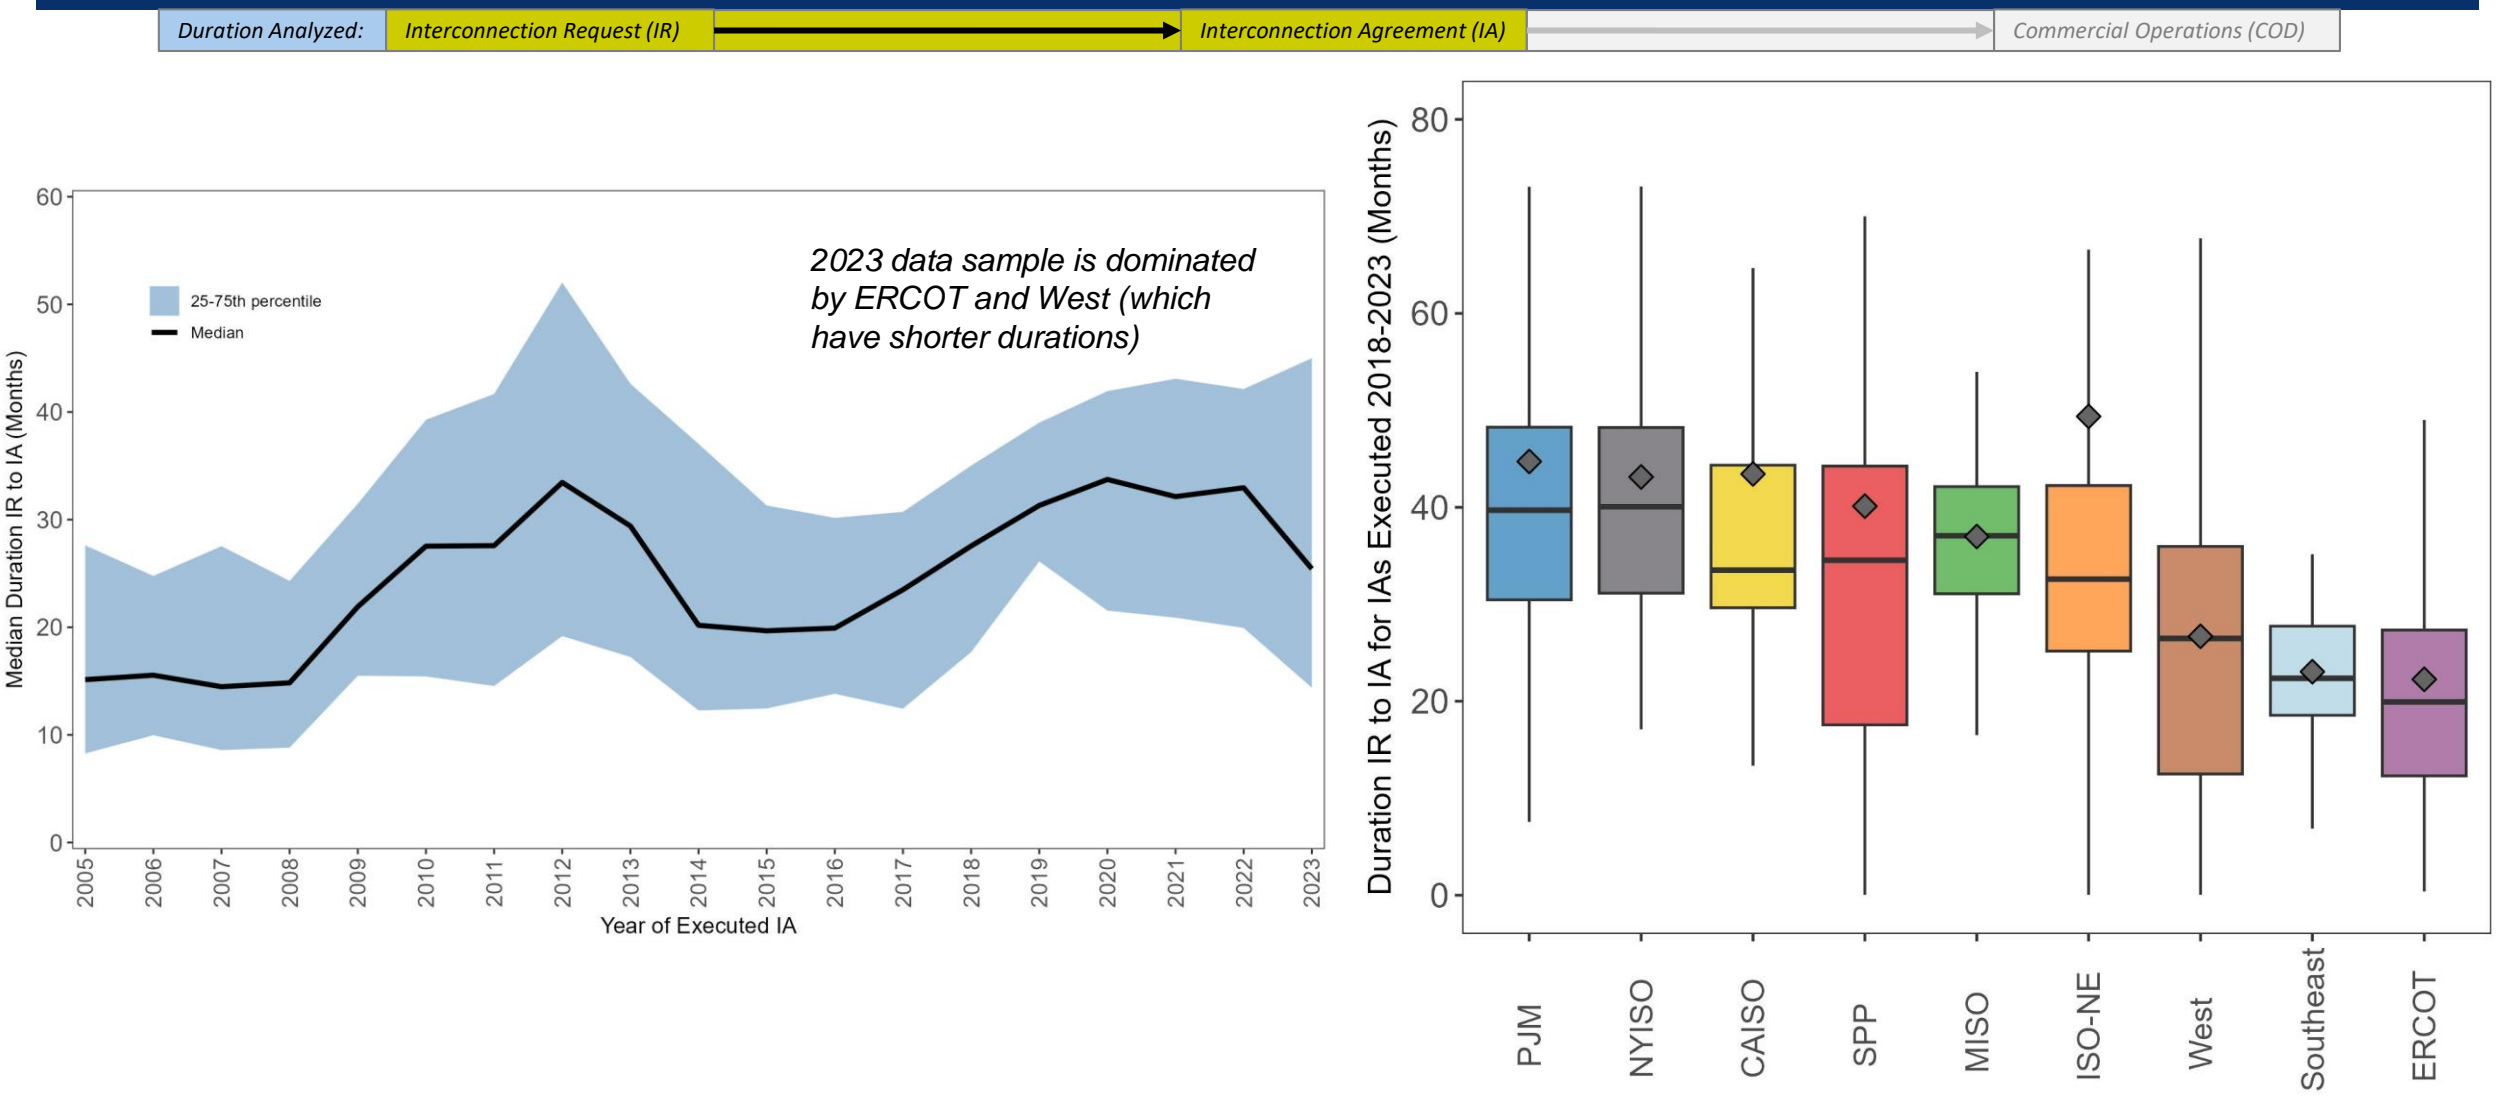 Duration Analyzed:
Interconnection Request (IR)
Interconnection Agreement (IA)
Commercial Operations (COD)
Median Duration IR to IA (Months)
60
50
40
30
20
10
0
25-75th percentile
Median
2023 data sample is dominated
by ERCOT and West (which
have shorter durations)
2005
2006
2007
2008
2009
2010
2011
2012
2013
2014
2015
2016
2017
2018
2019
2020
2021
2022
2023
Year of Executed IA
Duration IR to IA for IAs Executed 2018-2023 (Months)
80
60
40
20
0
PJM
NYISO
CAISO
SPP
MISO
ISO-NE
West
Southeast
ERCOT